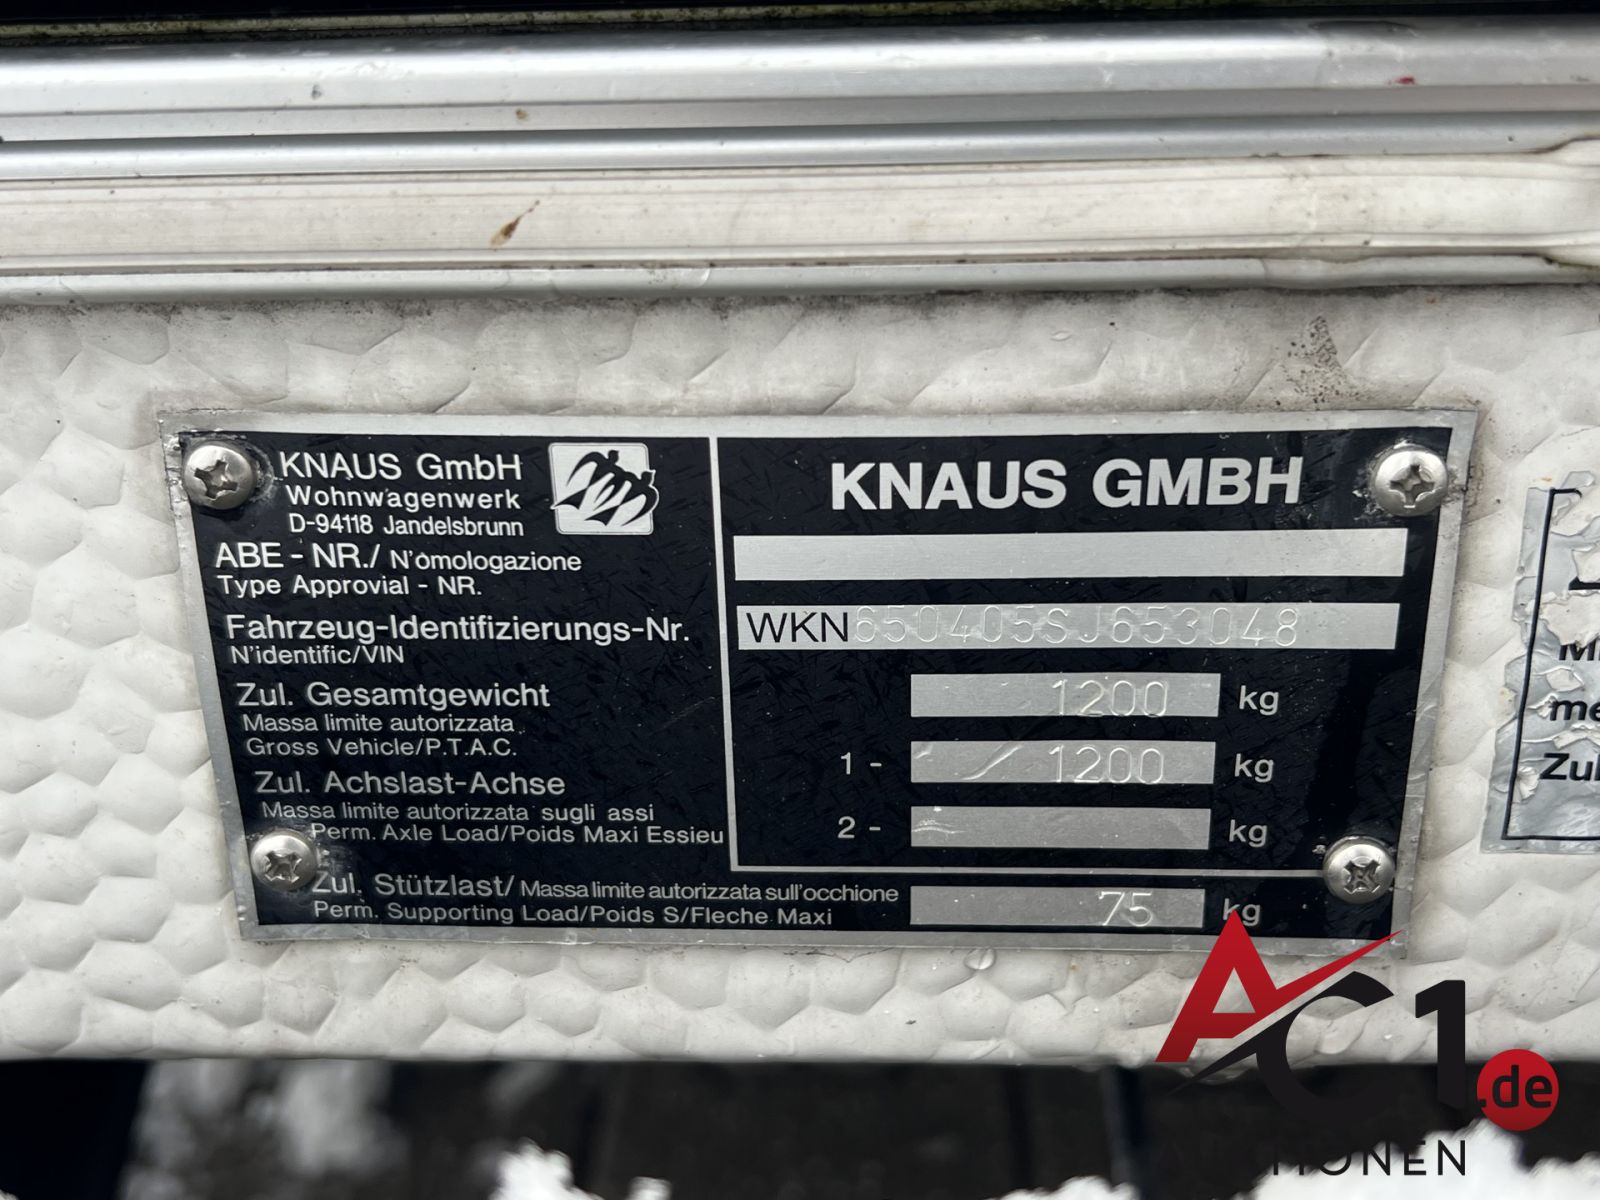 KNAUS GmbH
Wohnwagenwerk
D-94118 Jandelsbrunn
ABE - NR./ N'omologazione
Type Approvial - NR.
Fahrzeug-Identifizierungs-Nr.
N'identific/VIN
Zul. Gesamtgewicht
Massa limite autorizzata
Gross Vehicle/P.T.A.C.
Zul. Achslast-Achse
Massa limite autorizzata sugli assi
Perm. Axle Load/Poids Maxi Essieu
Zul. Stützlast/ Massa limite autorizzata sull'occhione
Perm. Supporting Load/Poids S/Fleche Maxi
KNAUS GMBH
WKN650405SJ653048
1200 kg
1 - 1200 kg
2 - kg
75 kg
me
Zul
AC1.de